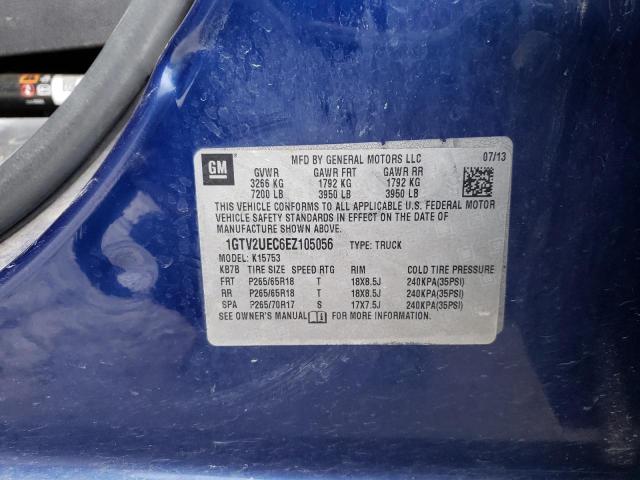 GM
MFD BY GENERAL MOTORS LLC 07/13
GVWR GAWR FRT GAWR RR
3266 KG 1792 KG 1792 KG
7200 LB 3950 LB 3950 LB
THIS VEHICLE CONFORMS TO ALL APPLICABLE U.S. FEDERAL MOTOR
VEHICLE SAFETY STANDARDS IN EFFECT ON THE DATE OF
MANUFACTURE SHOWN ABOVE.
1GTV2UEC6EZ105056 TYPE: TRUCK
MODEL: K15753
KB7B TIRE SIZE SPEED RTG RIM COLD TIRE PRESSURE
FRT P265/65R18 T 18X8.5J 240KPA(35PSI)
RR P265/65R18 T 18X8.5J 240KPA(35PSI)
SPA P265/70R17 S 17X7.5J 240KPA(35PSI)
SEE OWNER'S MANUAL FOR MORE INFORMATION.